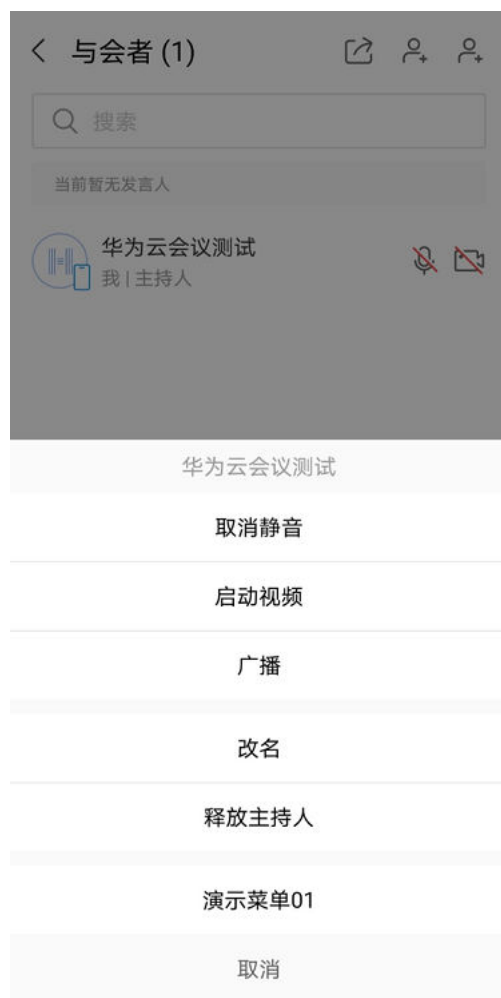 与会者 (1)
搜索
当前暂无发言人
华为云会议测试
我 | 主持人
华为云会议测试
取消静音
启动视频
广播
改名
释放主持人
演示菜单01
取消